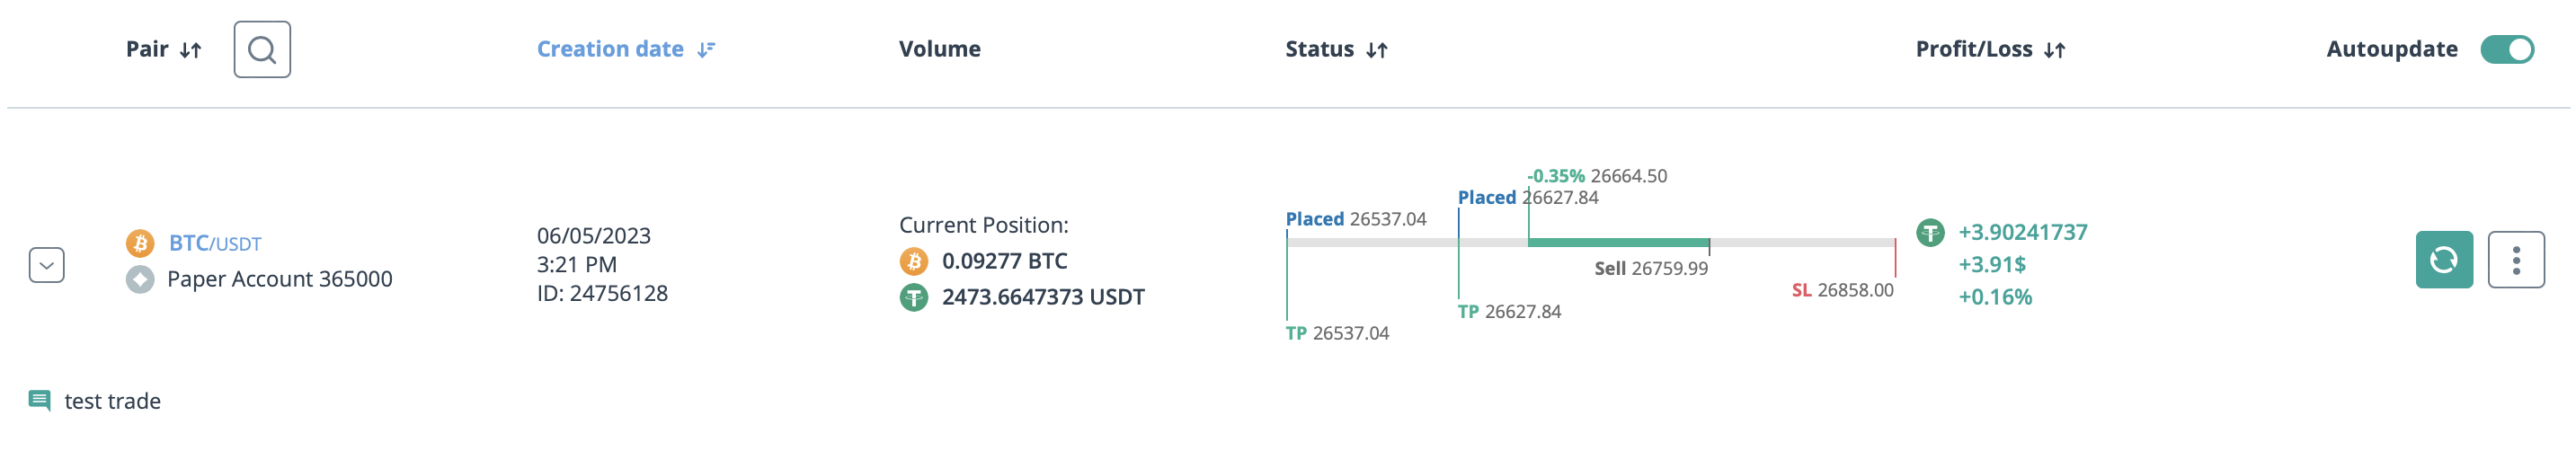 Pair
Creation date
Volume
Status
Profit/Loss
Autoupdate
BTC/USDT
Paper Account 365000
06/05/2023
3:21 PM
ID: 24756128
Current Position:
0.09277 BTC
2473.6647373 USDT
-0.35% 26664.50
Placed 26627.84
Placed 26537.04
Sell 26759.99
SL 26858.00
TP 26627.84
TP 26537.04
+3.90241737
+3.91$
+0.16%
test trade